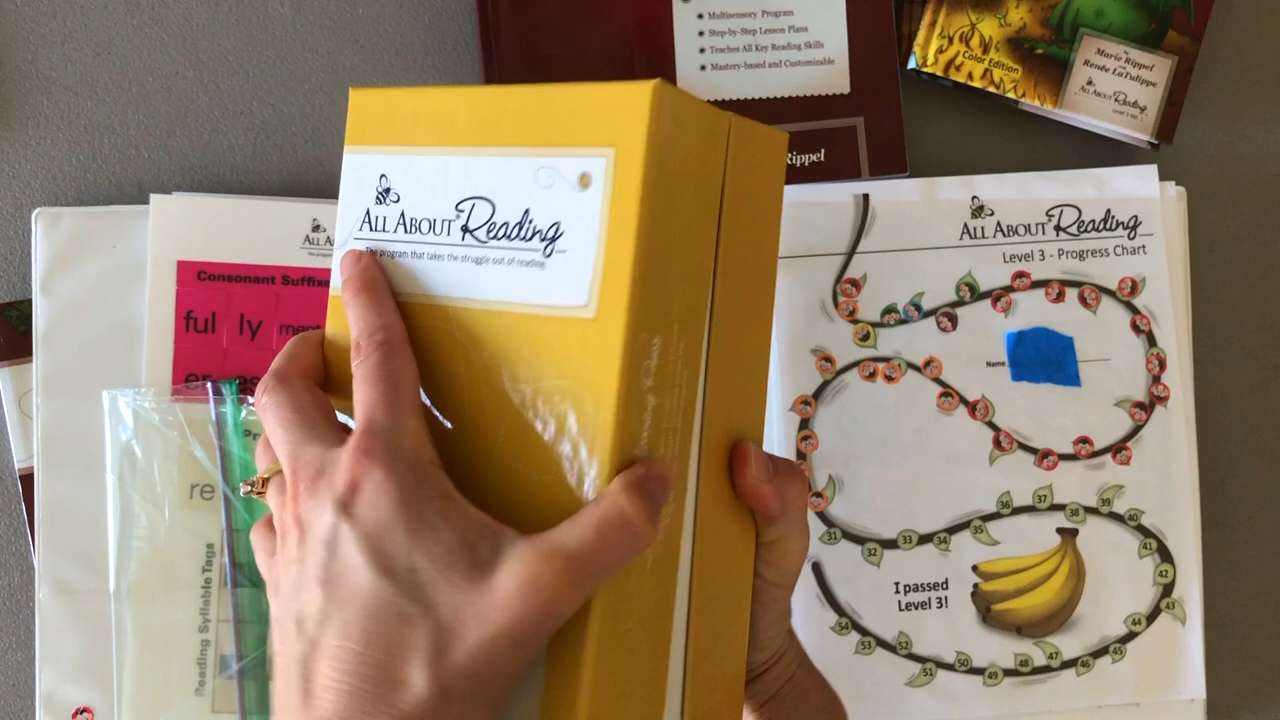 Multisensory Program
Step-by-Step Lesson Plans
Teaches All Key Reading Skills
Mastery-based and Customizable
Rippel
Color Edition
by
Marie Rippel
and
Renée LaTulippe
ALL ABOUT Reading
ALL ABOUT® Reading
The program that takes the struggle out of reading
ALL A
Consonant Suffixe
ful ly ment
er
re
Reading Syllable Tags
ALL ABOUT® Reading
Level 3 - Progress Chart
Name
31
32
33
34
35
36
37
38
39
40
41
42
43
44
45
46
47
48
49
50
51
52
53
54
I passed
Level 3!